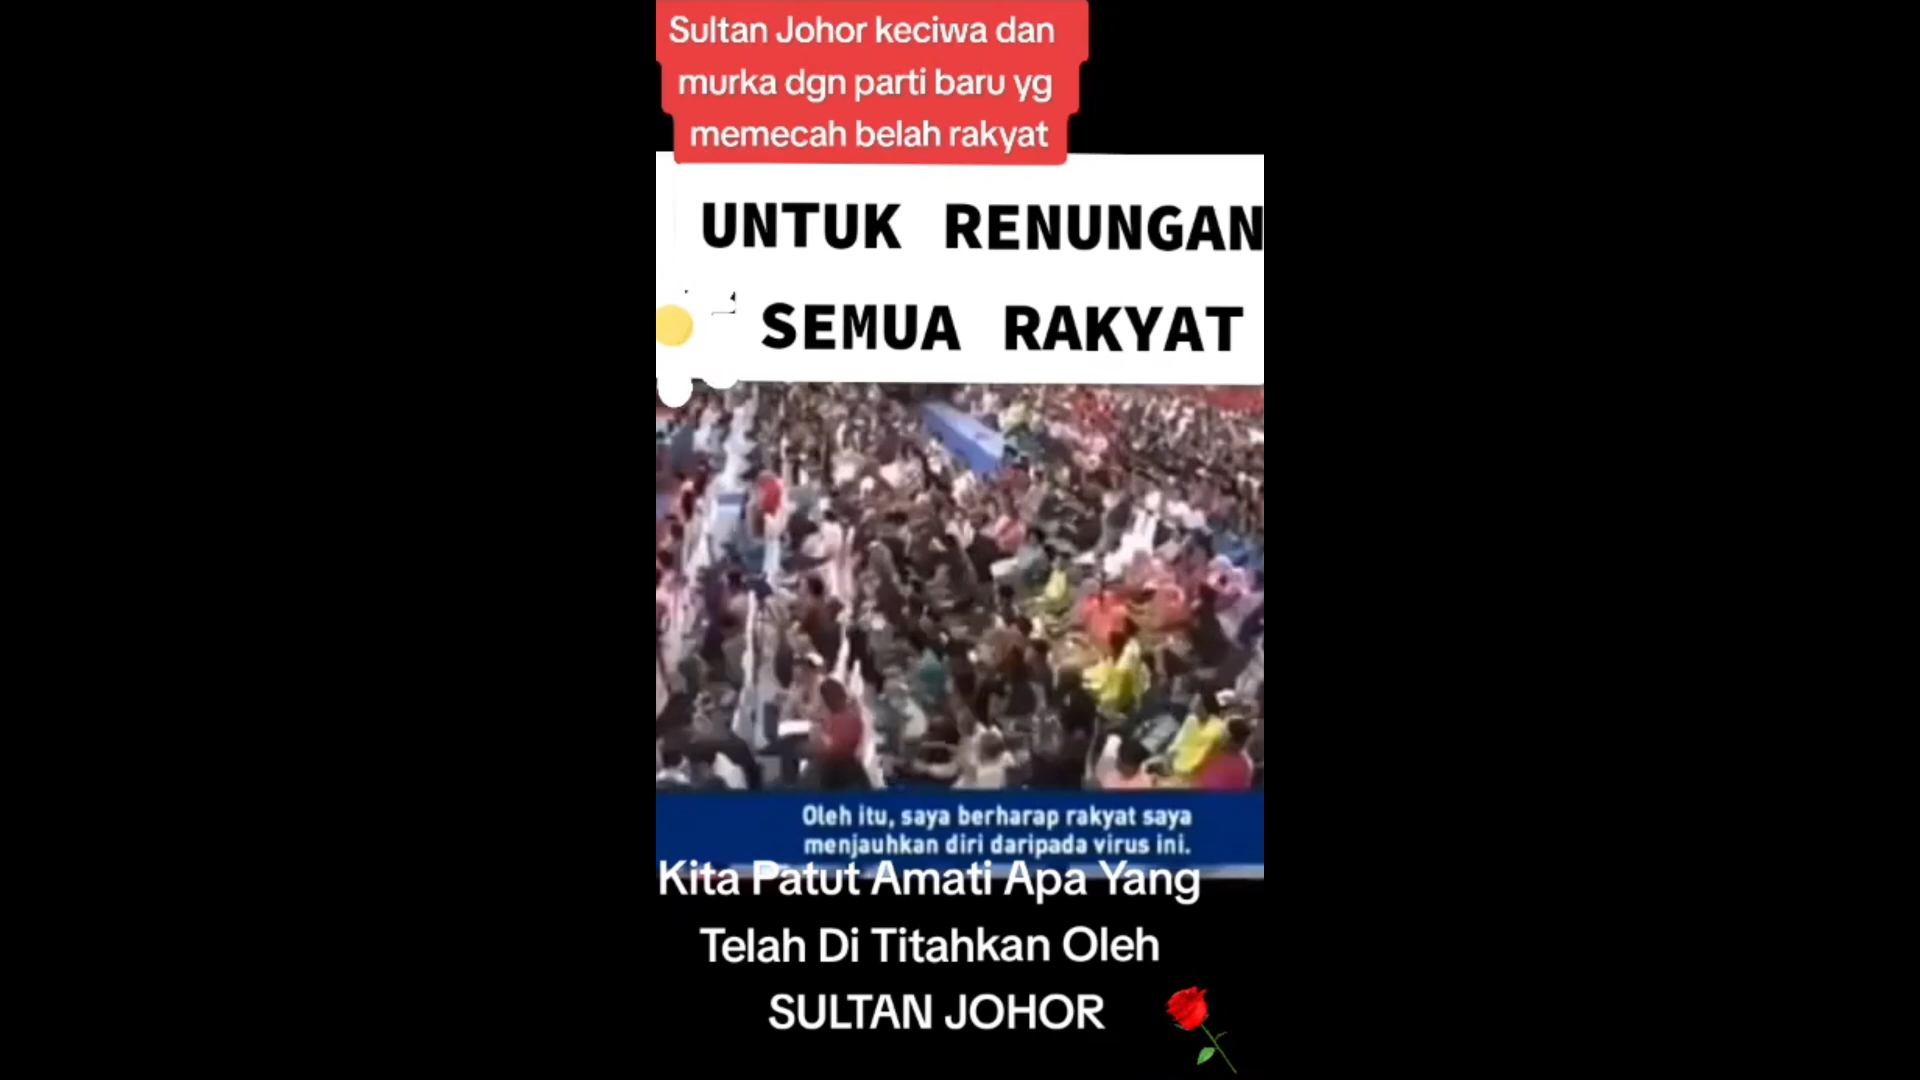 Sultan Johor keciwa dan
murka dgn parti baru yg
memecah belah rakyat
UNTUK RENUNGAN
SEMUA RAKYAT
Oleh itu, saya berharap rakyat saya
menjauhkan diri daripada virus ini.
Kita Patut Amati Apa Yang
Telah Di Titahkan Oleh
SULTAN JOHOR